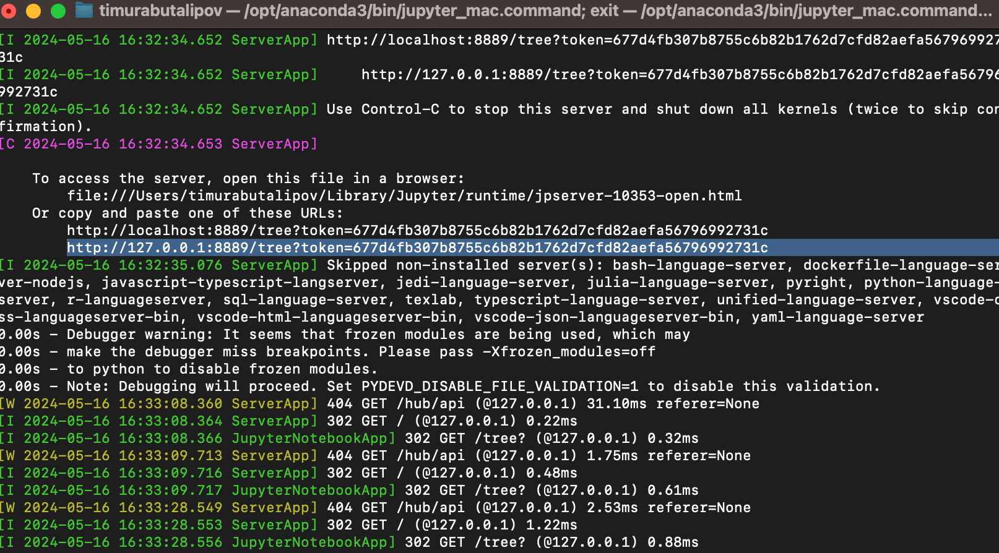 timurabutalipov — /opt/anaconda3/bin/jupyter_mac.command; exit — /opt/anaconda3/bin/jupyter_mac.command...
[I 2024-05-16 16:32:34.652 ServerApp] http://localhost:8889/tree?token=677d4fb307b8755c6b82b1762d7cfd82aefa567969927
31c
[I 2024-05-16 16:32:34.652 ServerApp]     http://127.0.0.1:8889/tree?token=677d4fb307b8755c6b82b1762d7cfd82aefa56796
992731c
[I 2024-05-16 16:32:34.652 ServerApp] Use Control-C to stop this server and shut down all kernels (twice to skip con
firmation).
[C 2024-05-16 16:32:34.653 ServerApp]
To access the server, open this file in a browser:
file:///Users/timurabutalipov/Library/Jupyter/runtime/jpserver-10353-open.html
Or copy and paste one of these URLs:
http://localhost:8889/tree?token=677d4fb307b8755c6b82b1762d7cfd82aefa56796992731c
http://127.0.0.1:8889/tree?token=677d4fb307b8755c6b82b1762d7cfd82aefa56796992731c
[I 2024-05-16 16:32:35.076 ServerApp] Skipped non-installed server(s): bash-language-server, dockerfile-language-ser
ver-nodejs, javascript-typescript-langserver, jedi-language-server, julia-language-server, pyright, python-language-
server, r-languageserver, sql-language-server, texlab, typescript-language-server, unified-language-server, vscode-c
ss-languageserver-bin, vscode-html-languageserver-bin, vscode-json-languageserver-bin, yaml-language-server
0.00s - Debugger warning: It seems that frozen modules are being used, which may
0.00s - make the debugger miss breakpoints. Please pass -Xfrozen_modules=off
0.00s - to python to disable frozen modules.
0.00s - Note: Debugging will proceed. Set PYDEVD_DISABLE_FILE_VALIDATION=1 to disable this validation.
[W 2024-05-16 16:33:08.360 ServerApp] 404 GET /hub/api (@127.0.0.1) 31.10ms referer=None
[I 2024-05-16 16:33:08.364 ServerApp] 302 GET / (@127.0.0.1) 0.22ms
[I 2024-05-16 16:33:08.366 JupyterNotebookApp] 302 GET /tree? (@127.0.0.1) 0.32ms
[W 2024-05-16 16:33:09.713 ServerApp] 404 GET /hub/api (@127.0.0.1) 1.75ms referer=None
[I 2024-05-16 16:33:09.716 ServerApp] 302 GET / (@127.0.0.1) 0.48ms
[I 2024-05-16 16:33:09.717 JupyterNotebookApp] 302 GET /tree? (@127.0.0.1) 0.61ms
[W 2024-05-16 16:33:28.549 ServerApp] 404 GET /hub/api (@127.0.0.1) 2.53ms referer=None
[I 2024-05-16 16:33:28.553 ServerApp] 302 GET / (@127.0.0.1) 1.22ms
[I 2024-05-16 16:33:28.556 JupyterNotebookApp] 302 GET /tree? (@127.0.0.1) 0.88ms